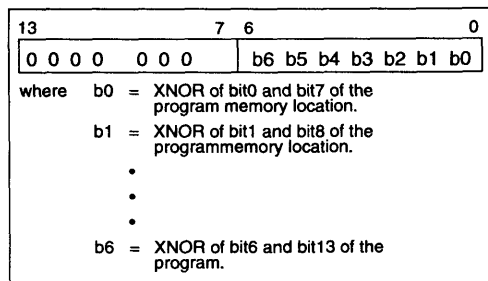 13 7 6 0
0 0 0 0 0 0 0 b6 b5 b4 b3 b2 b1 b0
where b0 = XNOR of bit0 and bit7 of the
program memory location.
b1 = XNOR of bit1 and bit8 of the
programmemory location.
•
•
•
b6 = XNOR of bit6 and bit13 of the
program.